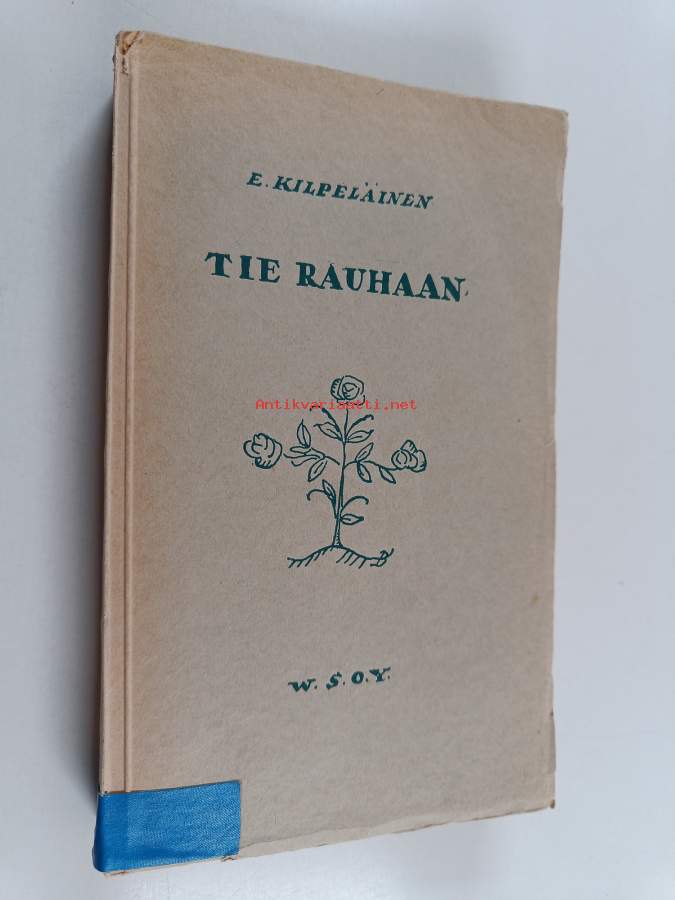 E. KILPELÄINEN
TIE RAUHAAN
Antikvariaatti.net
W. S. O. Y.